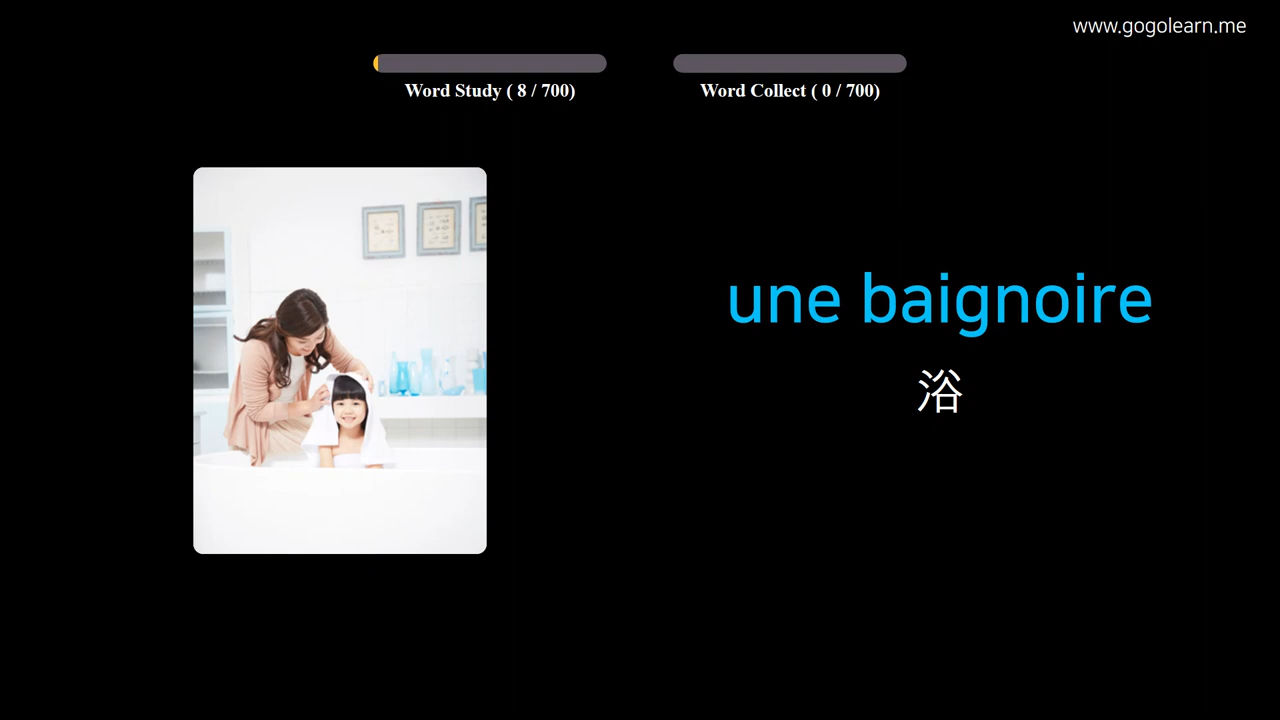 www.gogolearn.me
Word Study ( 8 / 700)
Word Collect ( 0 / 700)
une baignoire
浴